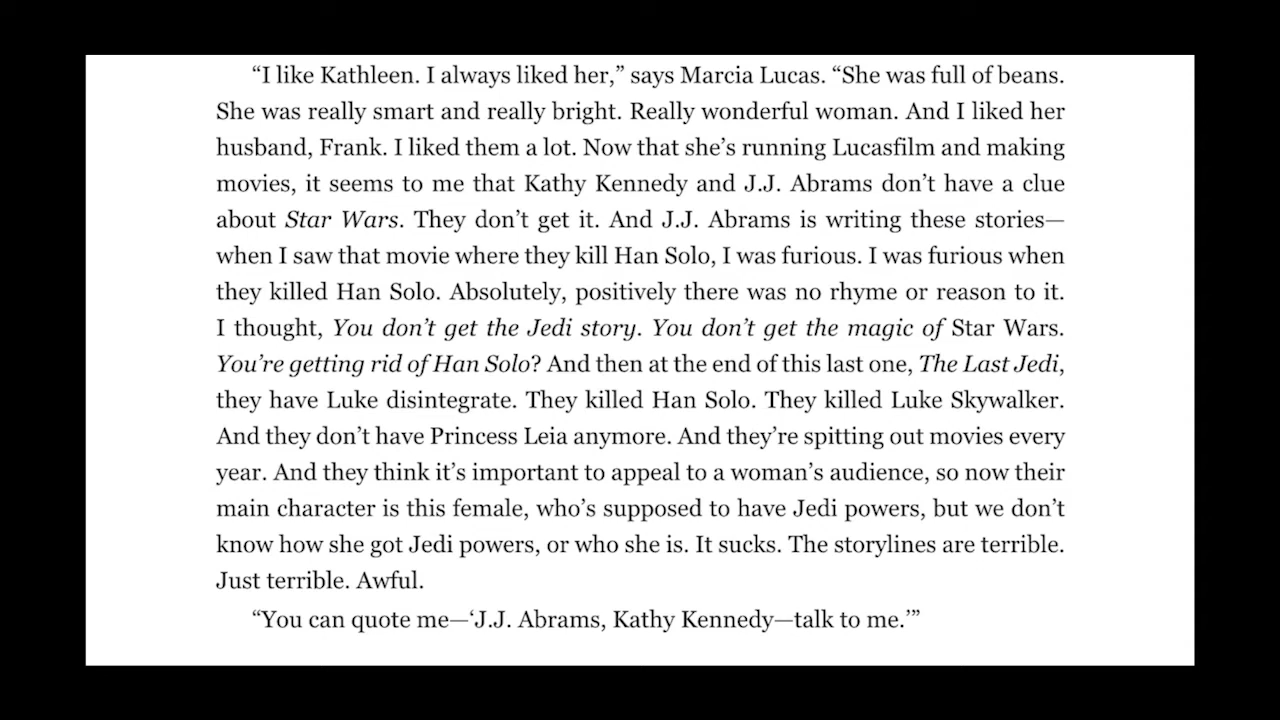 “I like Kathleen. I always liked her,” says Marcia Lucas. “She was full of beans.
She was really smart and really bright. Really wonderful woman. And I liked her
husband, Frank. I liked them a lot. Now that she’s running Lucasfilm and making
movies, it seems to me that Kathy Kennedy and J.J. Abrams don’t have a clue
about Star Wars. They don’t get it. And J.J. Abrams is writing these stories—
when I saw that movie where they kill Han Solo, I was furious. I was furious when
they killed Han Solo. Absolutely, positively there was no rhyme or reason to it.
I thought, You don’t get the Jedi story. You don’t get the magic of Star Wars.
You’re getting rid of Han Solo? And then at the end of this last one, The Last Jedi,
they have Luke disintegrate. They killed Han Solo. They killed Luke Skywalker.
And they don’t have Princess Leia anymore. And they’re spitting out movies every
year. And they think it’s important to appeal to a woman’s audience, so now their
main character is this female, who’s supposed to have Jedi powers, but we don’t
know how she got Jedi powers, or who she is. It sucks. The storylines are terrible.
Just terrible. Awful.
“You can quote me—‘J.J. Abrams, Kathy Kennedy—talk to me.’”